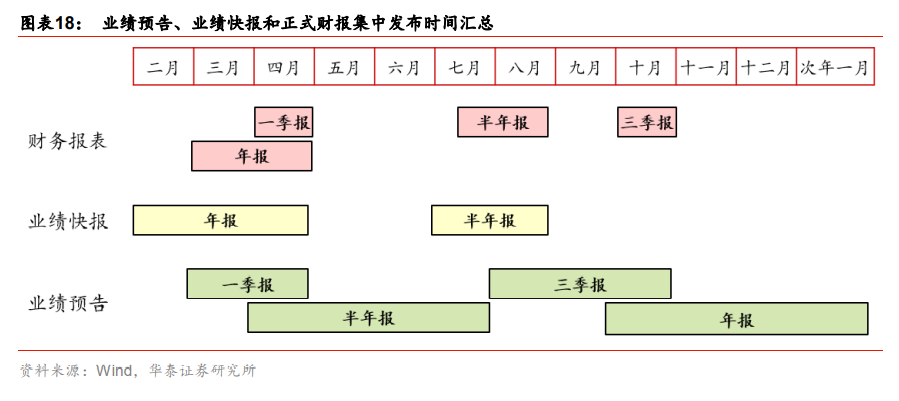 图表18： 业绩预告、业绩快报和正式财报集中发布时间汇总
二月 三月 四月 五月 六月 七月 八月 九月 十月 十一月 十二月 次年一月
财务报表
一季报 半年报 三季报
年报
业绩快报 年报 半年报
业绩预告
一季报 三季报
半年报 年报
资料来源：Wind，华泰证券研究所